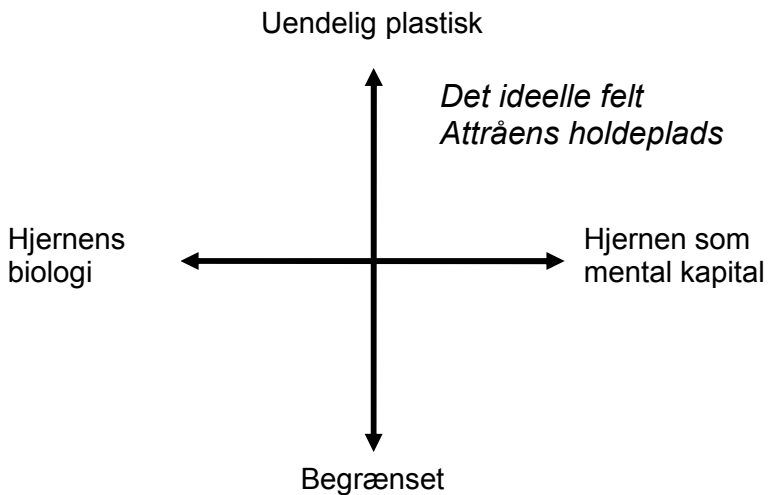 Uendelig plastisk
Det ideelle felt
Attråens holdeplads
Hjernens
biologi
Hjernen som
mental kapital
Begrænset